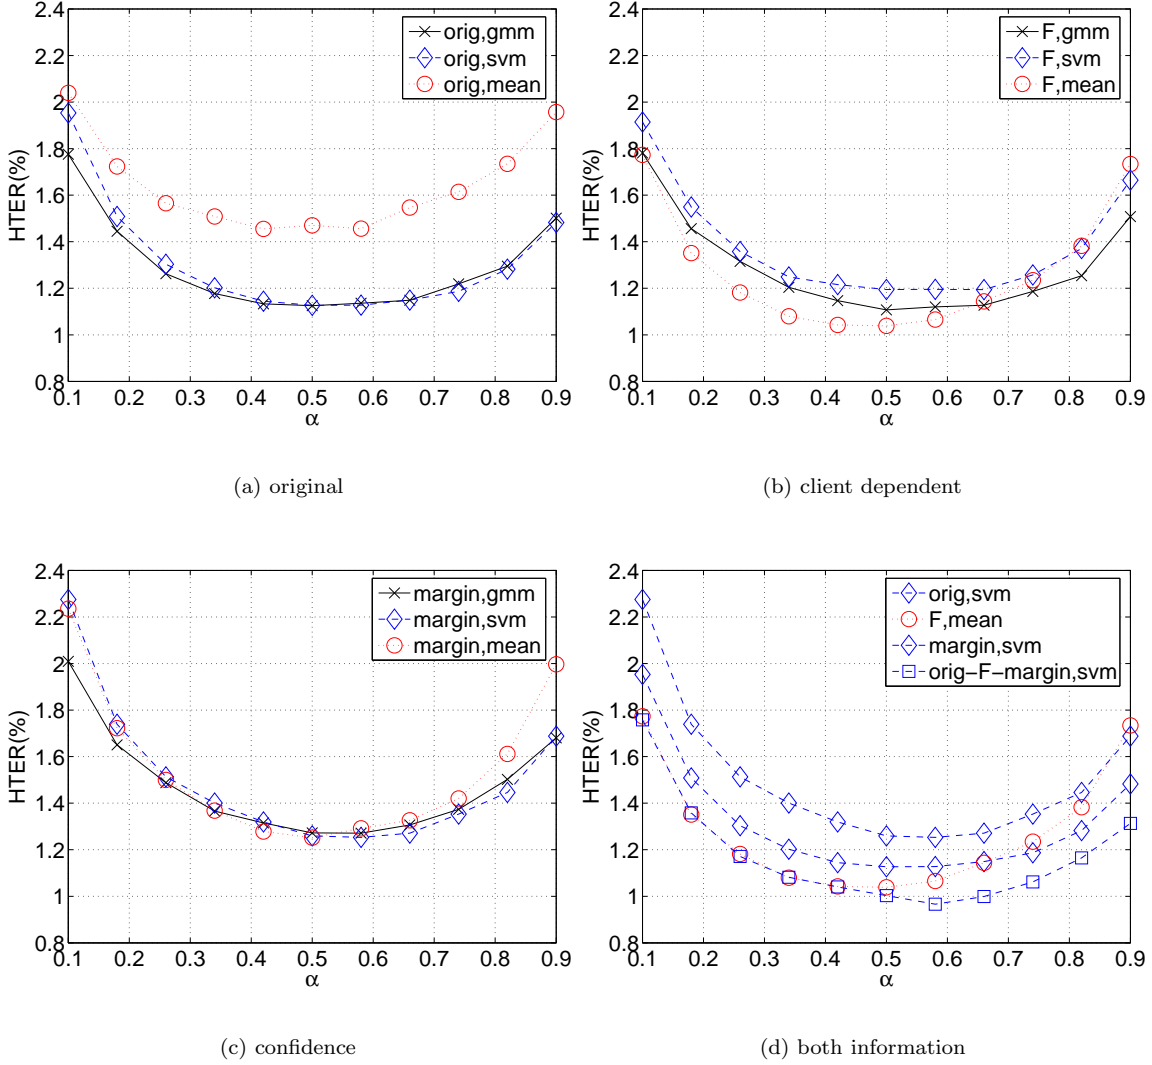 2.4
2.2
2
1.8
1.6
1.4
1.2
1
0.8
HTER(%)
0.1 0.2 0.3 0.4 0.5 0.6 0.7 0.8 0.9
α
orig,gmm
orig,svm
orig,mean
(a) original
2.4
2.2
2
1.8
1.6
1.4
1.2
1
0.8
HTER(%)
0.1 0.2 0.3 0.4 0.5 0.6 0.7 0.8 0.9
α
F,gmm
F,svm
F,mean
(b) client dependent
2.4
2.2
2
1.8
1.6
1.4
1.2
1
0.8
HTER(%)
0.1 0.2 0.3 0.4 0.5 0.6 0.7 0.8 0.9
α
margin,gmm
margin,svm
margin,mean
(c) confidence
2.4
2.2
2
1.8
1.6
1.4
1.2
1
0.8
HTER(%)
0.1 0.2 0.3 0.4 0.5 0.6 0.7 0.8 0.9
α
orig,svm
F,mean
margin,svm
orig−F−margin,svm
(d) both information